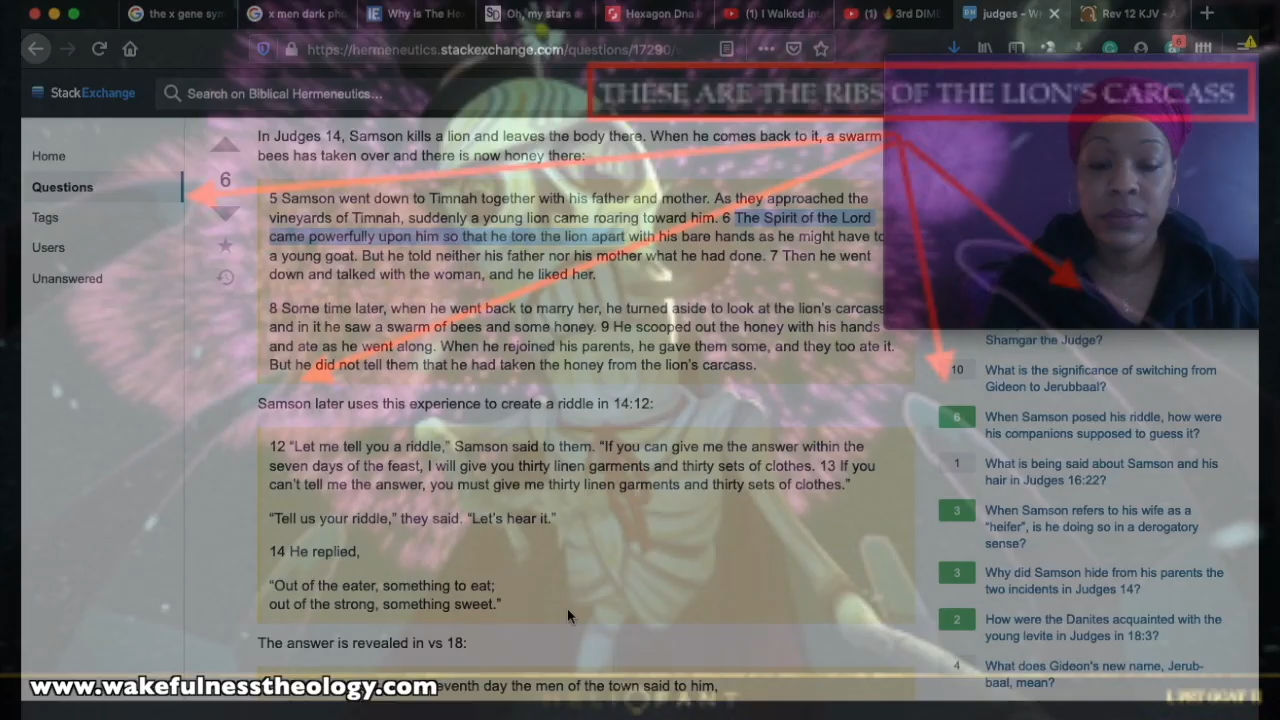 the x gene syn
x men dark pho
Why is The He
Oh, my stars
Hexagon Dna
(1) I Walked in
(1) 🔥3rd DIME
judges - W
Rev 12 KJV -
https://hermeneutics.stackexchange.com/questions/17290/
6
StackExchange
Search on Biblical Hermeneutics...
THESE ARE THE RIBS OF THE LION'S CARCASS
Home
Questions
Tags
Users
Unanswered
6
In Judges 14, Samson kills a lion and leaves the body there. When he comes back to it, a swarm
bees has taken over and there is now honey there:
5 Samson went down to Timnah together with his father and mother. As they approached the
vineyards of Timnah, suddenly a young lion came roaring toward him. 6 The Spirit of the Lord
came powerfully upon him so that he tore the lion apart with his bare hands as he might have to
a young goat. But he told neither his father nor his mother what he had done. 7 Then he went
down and talked with the woman, and he liked her.
8 Some time later, when he went back to marry her, he turned aside to look at the lion's carcass
and in it he saw a swarm of bees and some honey. 9 He scooped out the honey with his hands
and ate as he went along. When he rejoined his parents, he gave them some, and they too ate it.
But he did not tell them that he had taken the honey from the lion's carcass.
Samson later uses this experience to create a riddle in 14:12:
12 “Let me tell you a riddle,” Samson said to them. “If you can give me the answer within the
seven days of the feast, I will give you thirty linen garments and thirty sets of clothes. 13 If you
can't tell me the answer, you must give me thirty linen garments and thirty sets of clothes.”
“Tell us your riddle,” they said. “Let's hear it.”
14 He replied,
“Out of the eater, something to eat;
out of the strong, something sweet.”
The answer is revealed in vs 18:
eventh day the men of the town said to him,
Shamgar the Judge?
10 What is the significance of switching from
Gideon to Jerubbaal?
6 When Samson posed his riddle, how were
his companions supposed to guess it?
1 What is being said about Samson and his
hair in Judges 16:22?
3 When Samson refers to his wife as a
“heifer”, is he doing so in a derogatory
sense?
3 Why did Samson hide from his parents the
two incidents in Judges 14?
2 How were the Danites acquainted with the
young levite in Judges in 18:3?
4 What does Gideon's new name, Jerub-
baal, mean?
www.wakefulnesstheology.com